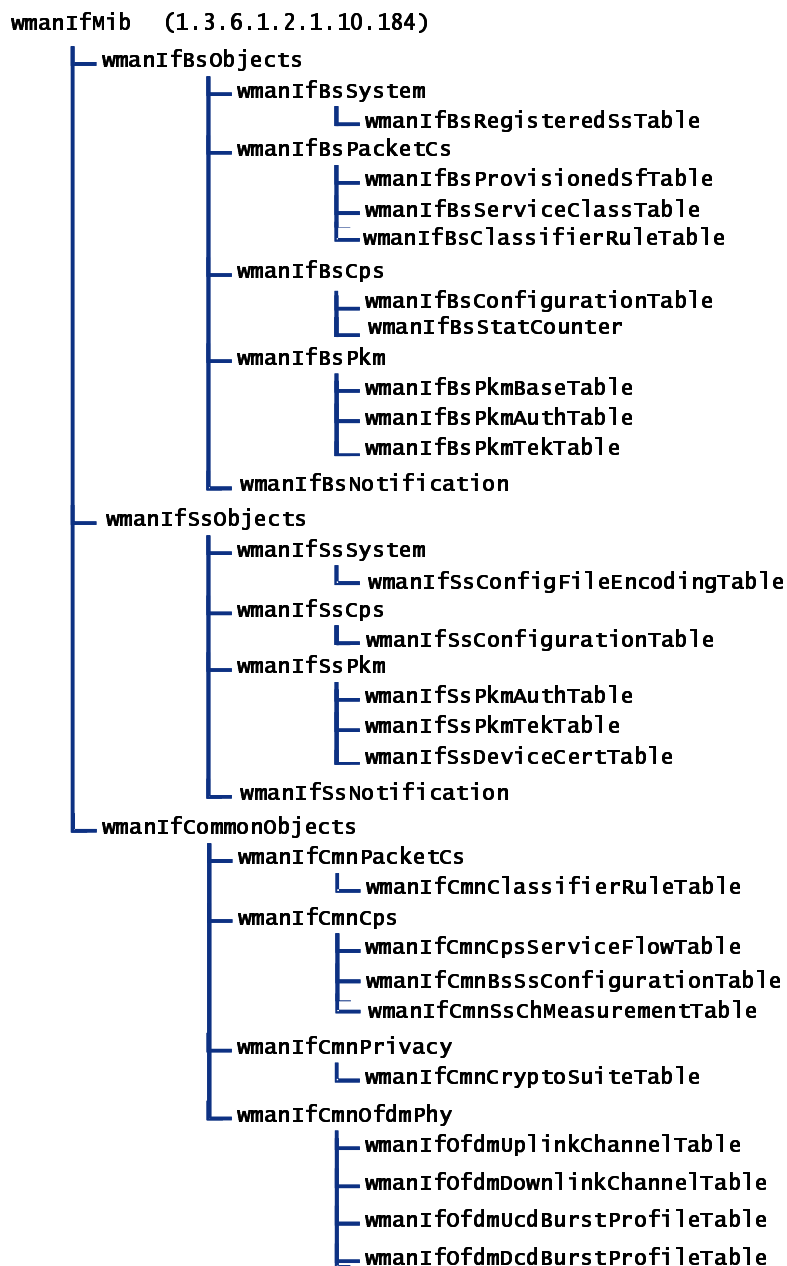 wmanIfMib (1.3.6.1.2.1.10.184)
wmanIfBsObjects
wmanIfBsSystem
wmanIfBsRegisteredSsTable
wmanIfBsPacketCs
wmanIfBsProvisionedSfTable
wmanIfBsServiceClassTable
wmanIfBsClassifierRuleTable
wmanIfBsCps
wmanIfBsConfigurationTable
wmanIfBsStatCounter
wmanIfBsPkm
wmanIfBsPkmBaseTable
wmanIfBsPkmAuthTable
wmanIfBsPkmTekTable
wmanIfBsNotification
wmanIfSsObjects
wmanIfSsSystem
wmanIfSsConfigFileEncodingTable
wmanIfSsCps
wmanIfSsConfigurationTable
wmanIfSsPkm
wmanIfSsPkmAuthTable
wmanIfSsPkmTekTable
wmanIfSsDeviceCertTable
wmanIfSsNotification
wmanIfCommonObjects
wmanIfCmnPacketCs
wmanIfCmnClassifierRuleTable
wmanIfCmnCps
wmanIfCmnCpsServiceFlowTable
wmanIfCmnBsSsConfigurationTable
wmanIfCmnSsChMeasurementTable
wmanIfCmnPrivacy
wmanIfCmnCryptoSuiteTable
wmanIfCmnOfdmPhy
wmanIfOfdmUplinkChannelTable
wmanIfOfdmDownlinkChannelTable
wmanIfOfdmUcdBurstProfileTable
wmanIfOfdmDcdBurstProfileTable